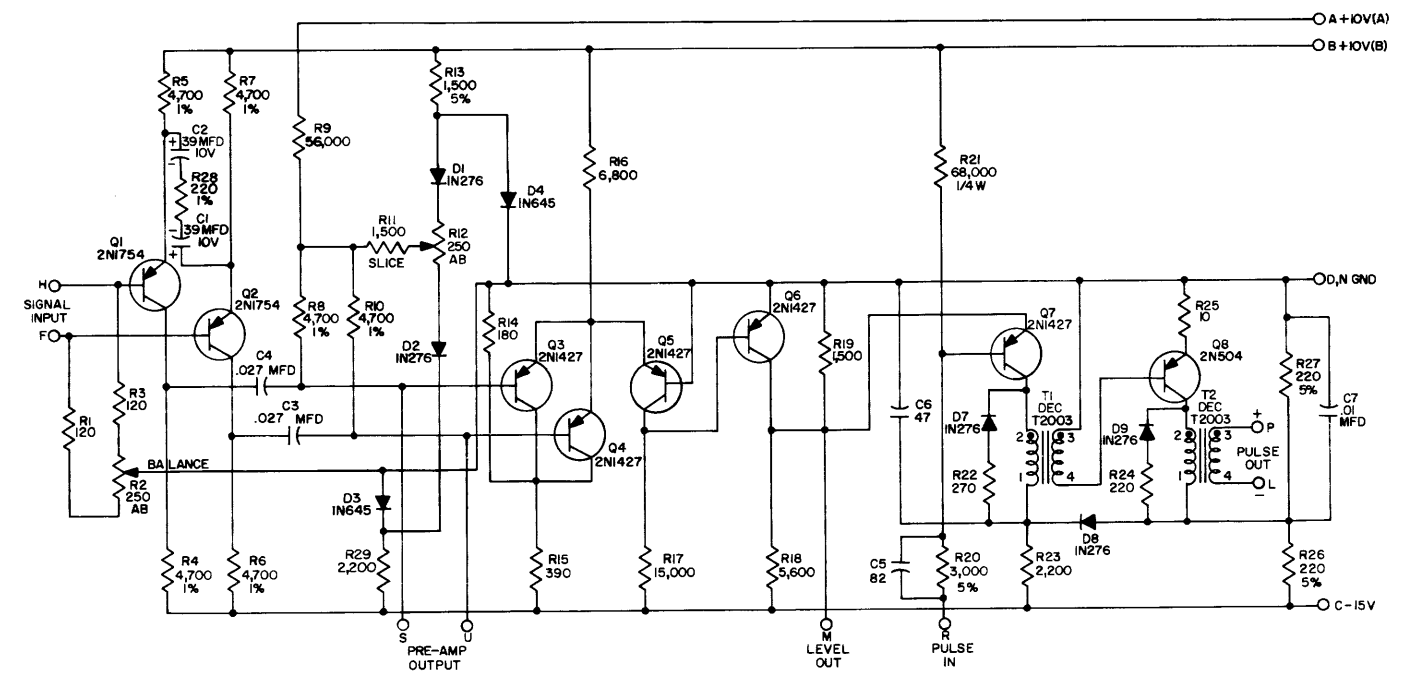 A+10V(A)
B+10V(B)
R5
4,700
1%
R7
4,700
1%
R13
1,500
5%
C2
+
39MFD
10V
-
R9
56,000
R16
6,800
R21
68,000
1/4 W
R28
220
1%
D1
1N276
D4
1N645
-
C1
39MFD
10V
+
R11
1,500
SLICE
R12
250
AB
Q1
2N1754
H
SIGNAL
INPUT
F
Q2
2N1754
D,N GND
R8
4,700
1%
R10
4,700
1%
R14
180
Q6
2N1427
Q7
2N1427
R25
10
D2
1N276
Q3
2N1427
Q5
2N1427
R19
1,500
Q8
2N504
R27
220
5%
C4
.027 MFD
C3
.027 MFD
R3
120
R1
120
C6
47
D7
1N276
T1
DEC
T2003
2
3
1
4
D9
1N276
T2
DEC
T2003
2
3
1
4
C7
.01
MFD
+
P
PULSE
OUT
L
-
Q4
2N1427
BALANCE
R2
250
AB
R22
270
R24
220
D3
1N645
D8
1N276
R4
4,700
1%
R6
4,700
1%
R29
2,200
R15
390
R17
15,000
R18
5,600
C5
82
R20
3,000
5%
R23
2,200
R26
220
5%
C-15V
S
U
PRE-AMP
OUTPUT
M
LEVEL
OUT
R
PULSE
IN